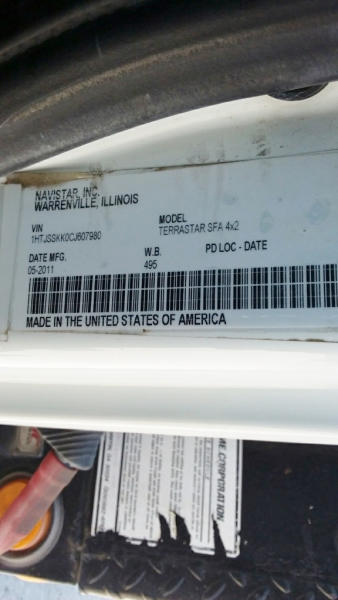 NAVISTAR, INC.
WARRENVILLE, ILLINOIS
VIN MODEL
1HTJSSKK0CJ607980 TERRASTAR SFA 4x2
DATE MFG. W.B. PD LOC - DATE
05-2011 495
MADE IN THE UNITED STATES OF AMERICA
CORPORATION